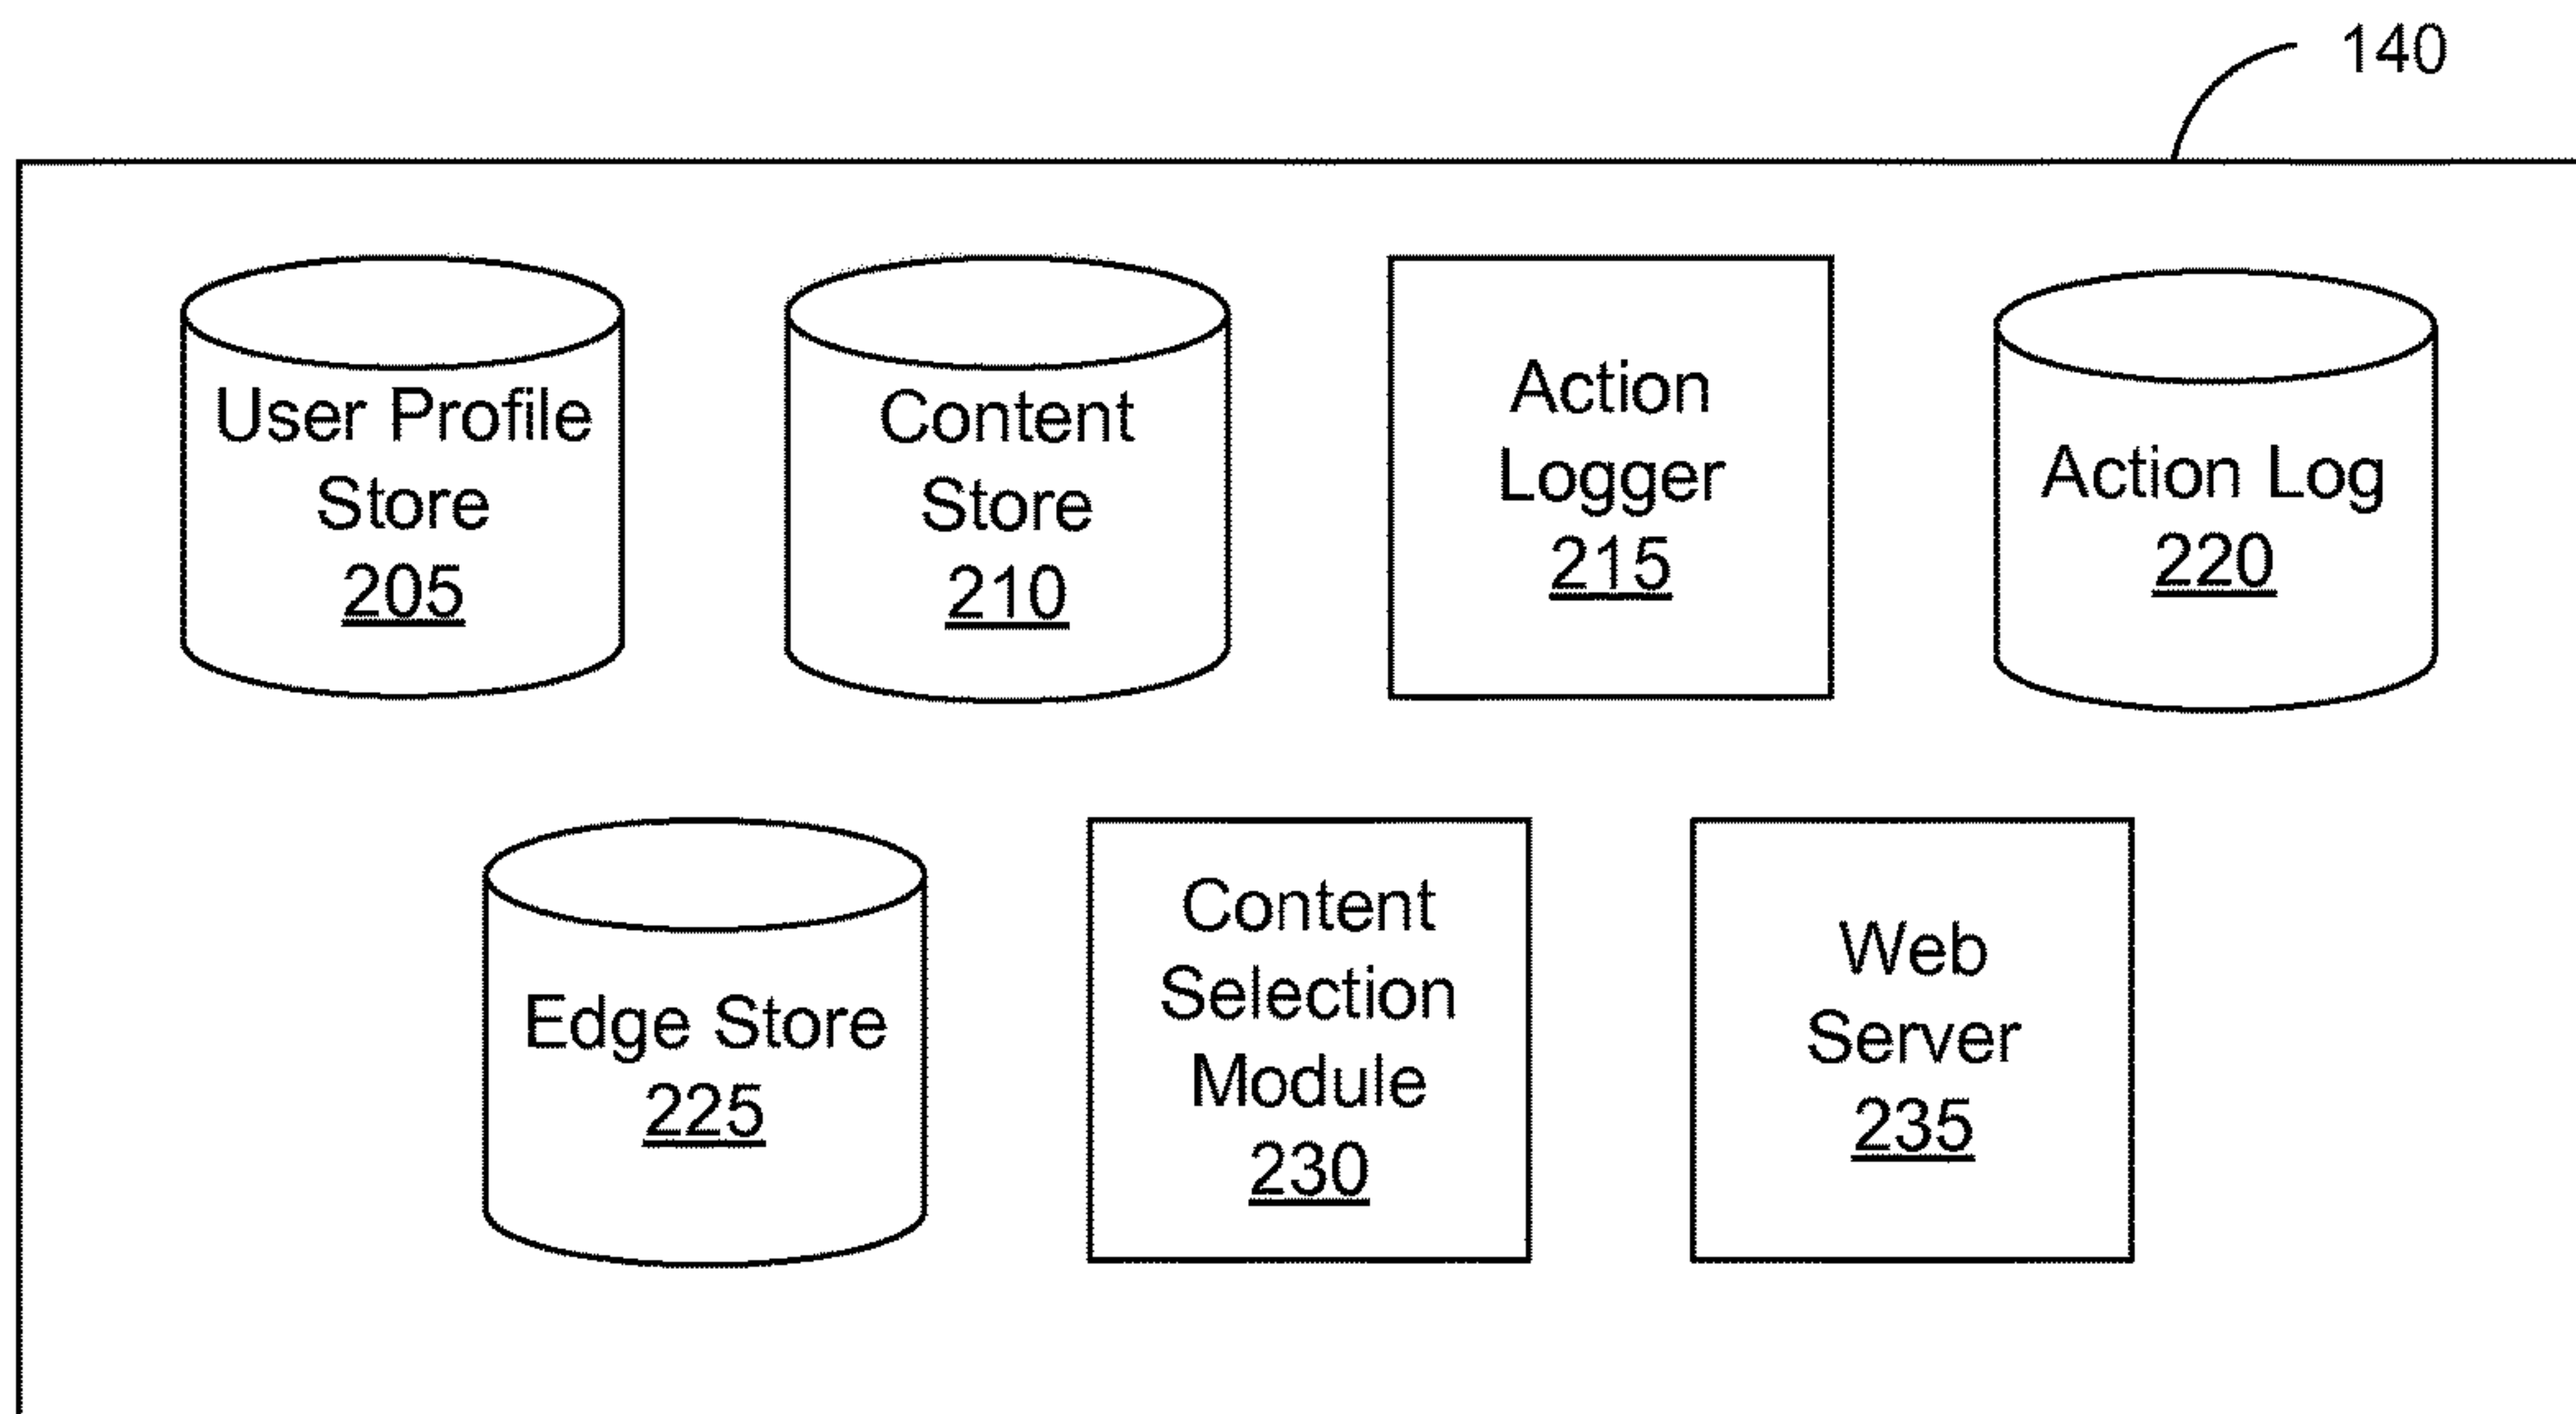 140
User Profile
Store
205
Content
Store
210
Action
Logger
215
Action Log
220
Edge Store
225
Content
Selection
Module
230
Web
Server
235